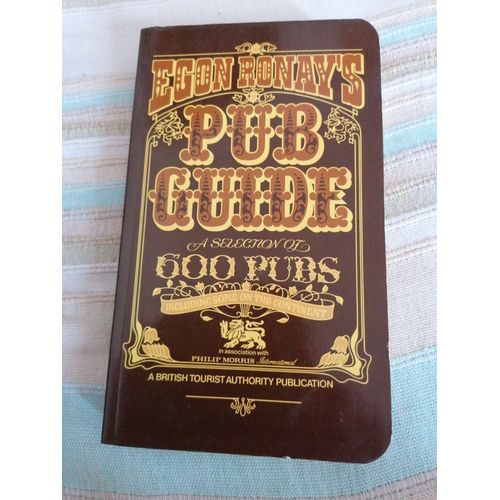 EGON RONAY'S
PUB
GUIDE
A SELECTION OF
600 PUBS
INCLUDING SOME ON THE CONTINENT
in association with
PHILIP MORRIS International
A BRITISH TOURIST AUTHORITY PUBLICATION